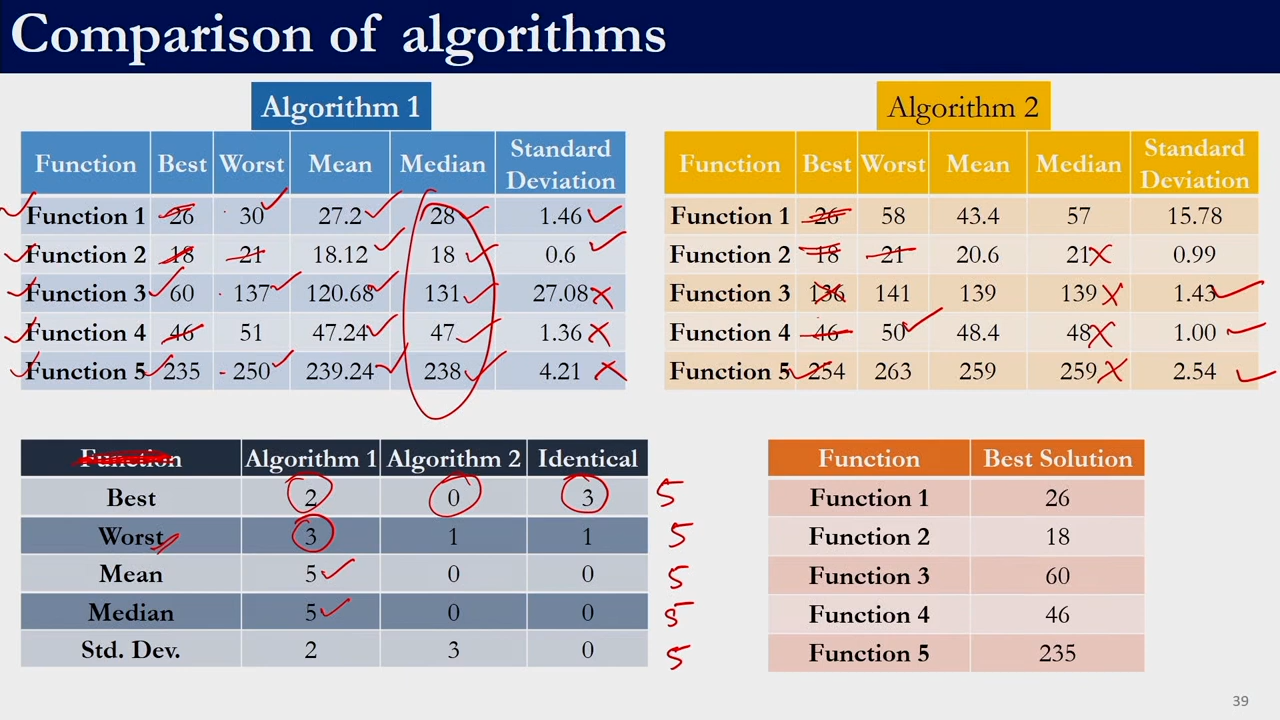 Comparison of algorithms
Algorithm 1
Function Best Worst Mean Median Standard Deviation
Function 1 26 30 27.2 28 1.46
Function 2 18 21 18.12 18 0.6
Function 3 60 137 120.68 131 27.08
Function 4 46 51 47.24 47 1.36
Function 5 235 250 239.24 238 4.21
Algorithm 2
Function Best Worst Mean Median Standard Deviation
Function 1 26 58 43.4 57 15.78
Function 2 18 21 20.6 21 0.99
Function 3 136 141 139 139 1.43
Function 4 46 50 48.4 48 1.00
Function 5 254 263 259 259 2.54
Function Algorithm 1 Algorithm 2 Identical
Best 2 0 3 5
Worst 3 1 1 5
Mean 5 0 0 5
Median 5 0 0 5
Std. Dev. 2 3 0 5
Function Best Solution
Function 1 26
Function 2 18
Function 3 60
Function 4 46
Function 5 235
39